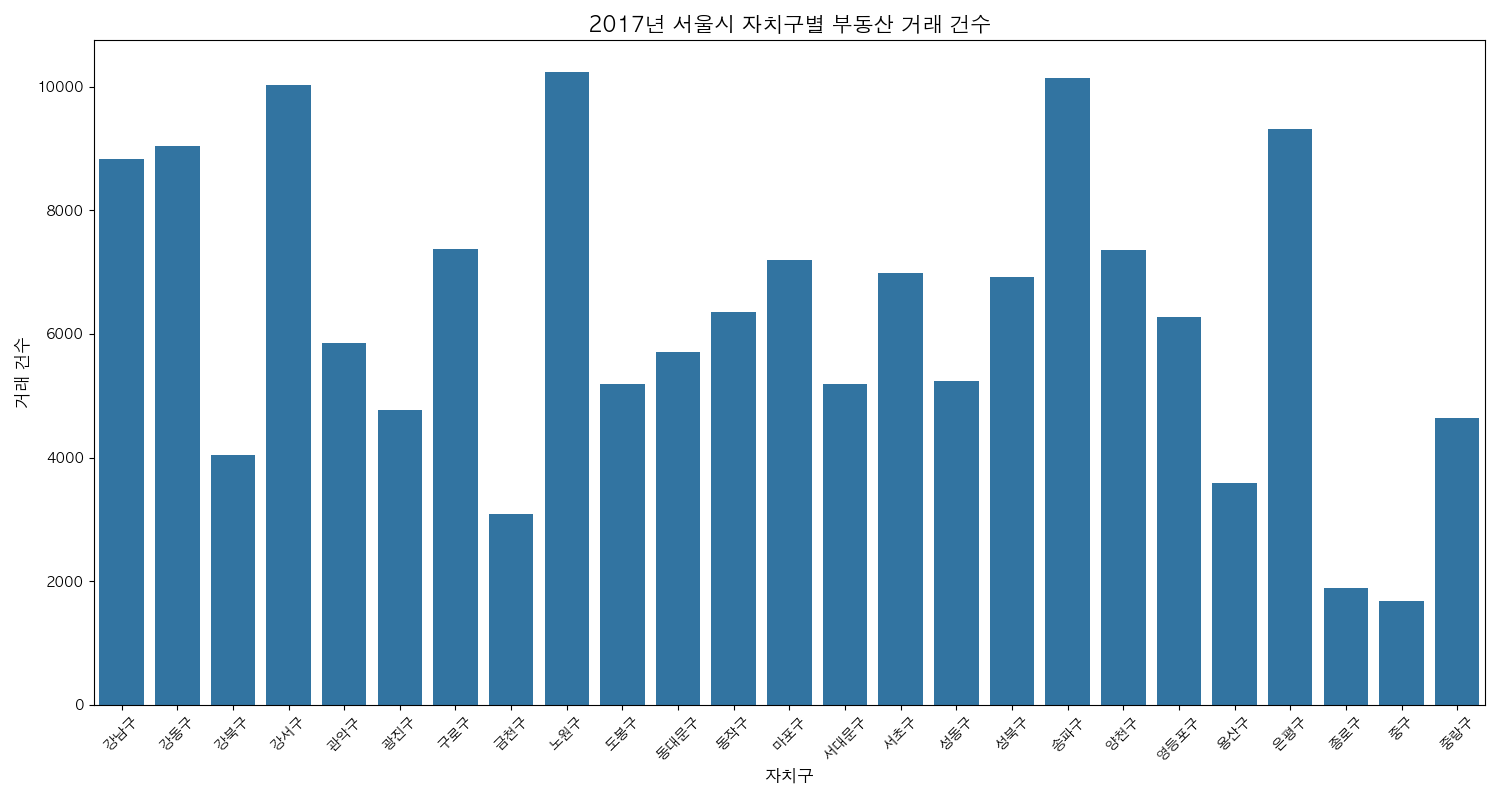 2017년 서울시 자치구별 부동산 거래 건수
거래 건수
10000
8000
6000
4000
2000
0
강남구
강동구
강북구
강서구
관악구
광진구
구로구
금천구
노원구
도봉구
동대문구
동작구
마포구
서대문구
서초구
성동구
성북구
송파구
양천구
영등포구
용산구
은평구
종로구
중구
중랑구
자치구